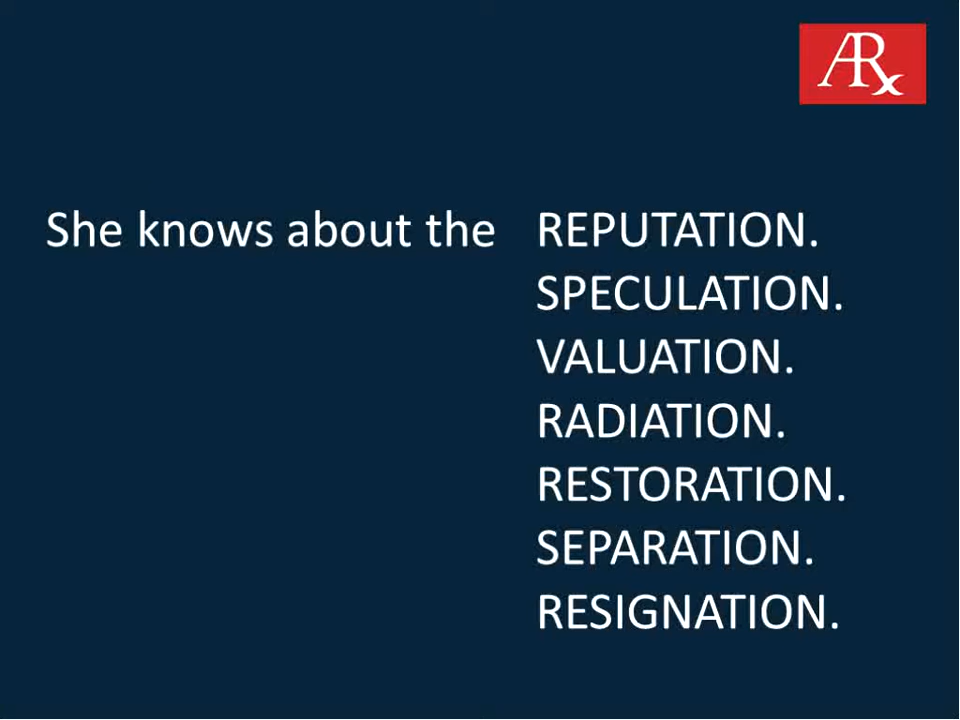 ARx
She knows about the REPUTATION.
SPECULATION.
VALUATION.
RADIATION.
RESTORATION.
SEPARATION.
RESIGNATION.